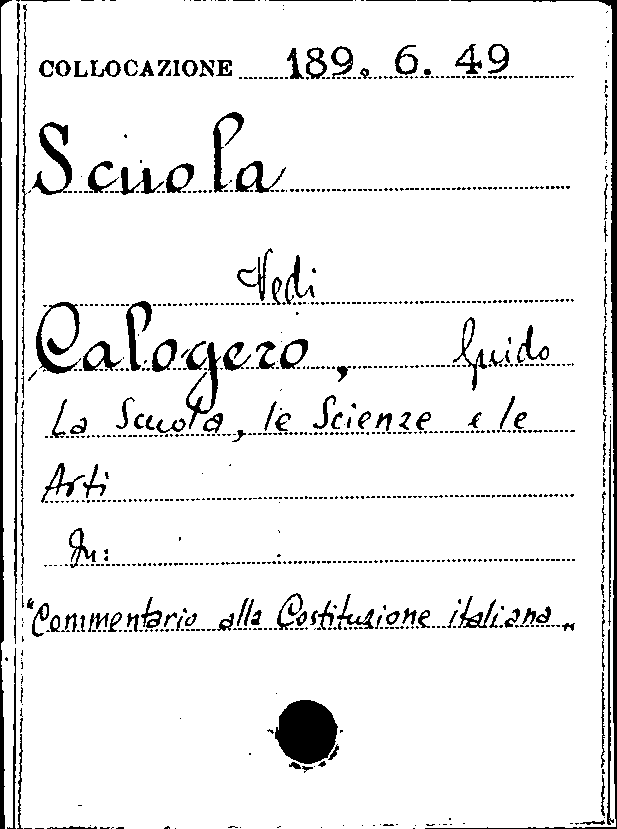 COLLOCAZIONE 189. 6. 49
Scuola
Vedi
Calogero, Guido
La Scuola, le Scienze e le
Arti
In:
"Commentario alla Costituzione italiana„